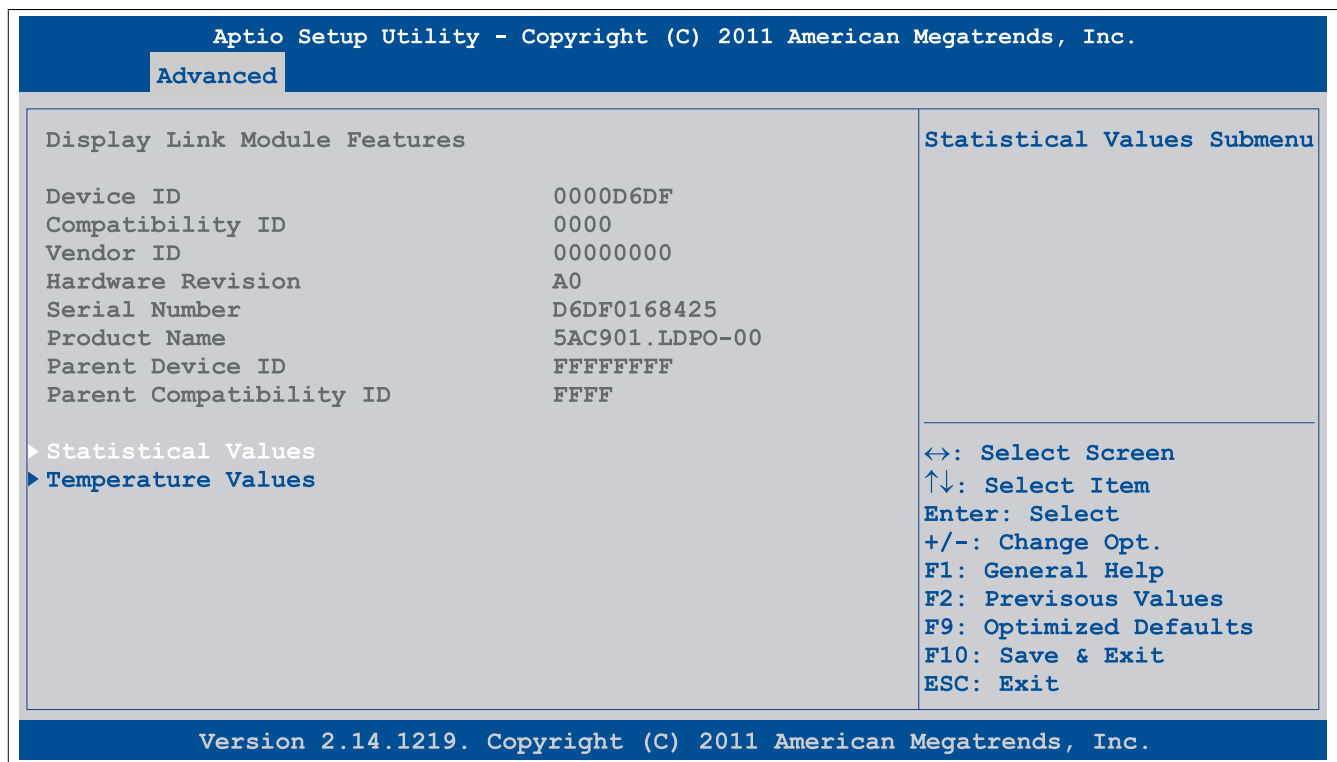 Aptio Setup Utility - Copyright (C) 2011 American Megatrends, Inc.
Advanced
Display Link Module Features
Device ID 0000D6DF
Compatibility ID 0000
Vendor ID 00000000
Hardware Revision A0
Serial Number D6DF0168425
Product Name 5AC901.LDPO-00
Parent Device ID FFFFFFFF
Parent Compatibility ID FFFF
Statistical Values
Temperature Values
Statistical Values Submenu
↔: Select Screen
↑↓: Select Item
Enter: Select
+/-: Change Opt.
F1: General Help
F2: Previsous Values
F9: Optimized Defaults
F10: Save & Exit
ESC: Exit
Version 2.14.1219. Copyright (C) 2011 American Megatrends, Inc.